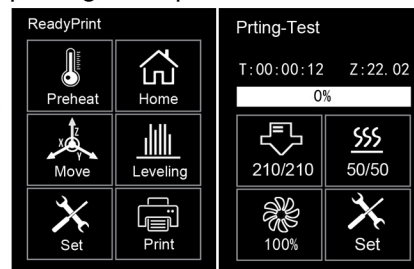 ReadyPrint
Preheat
Home
X
Z
Y
Move
Leveling
Set
Print
Prting-Test
T:00:00:12 Z:22.02
0%
210/210
50/50
100%
Set